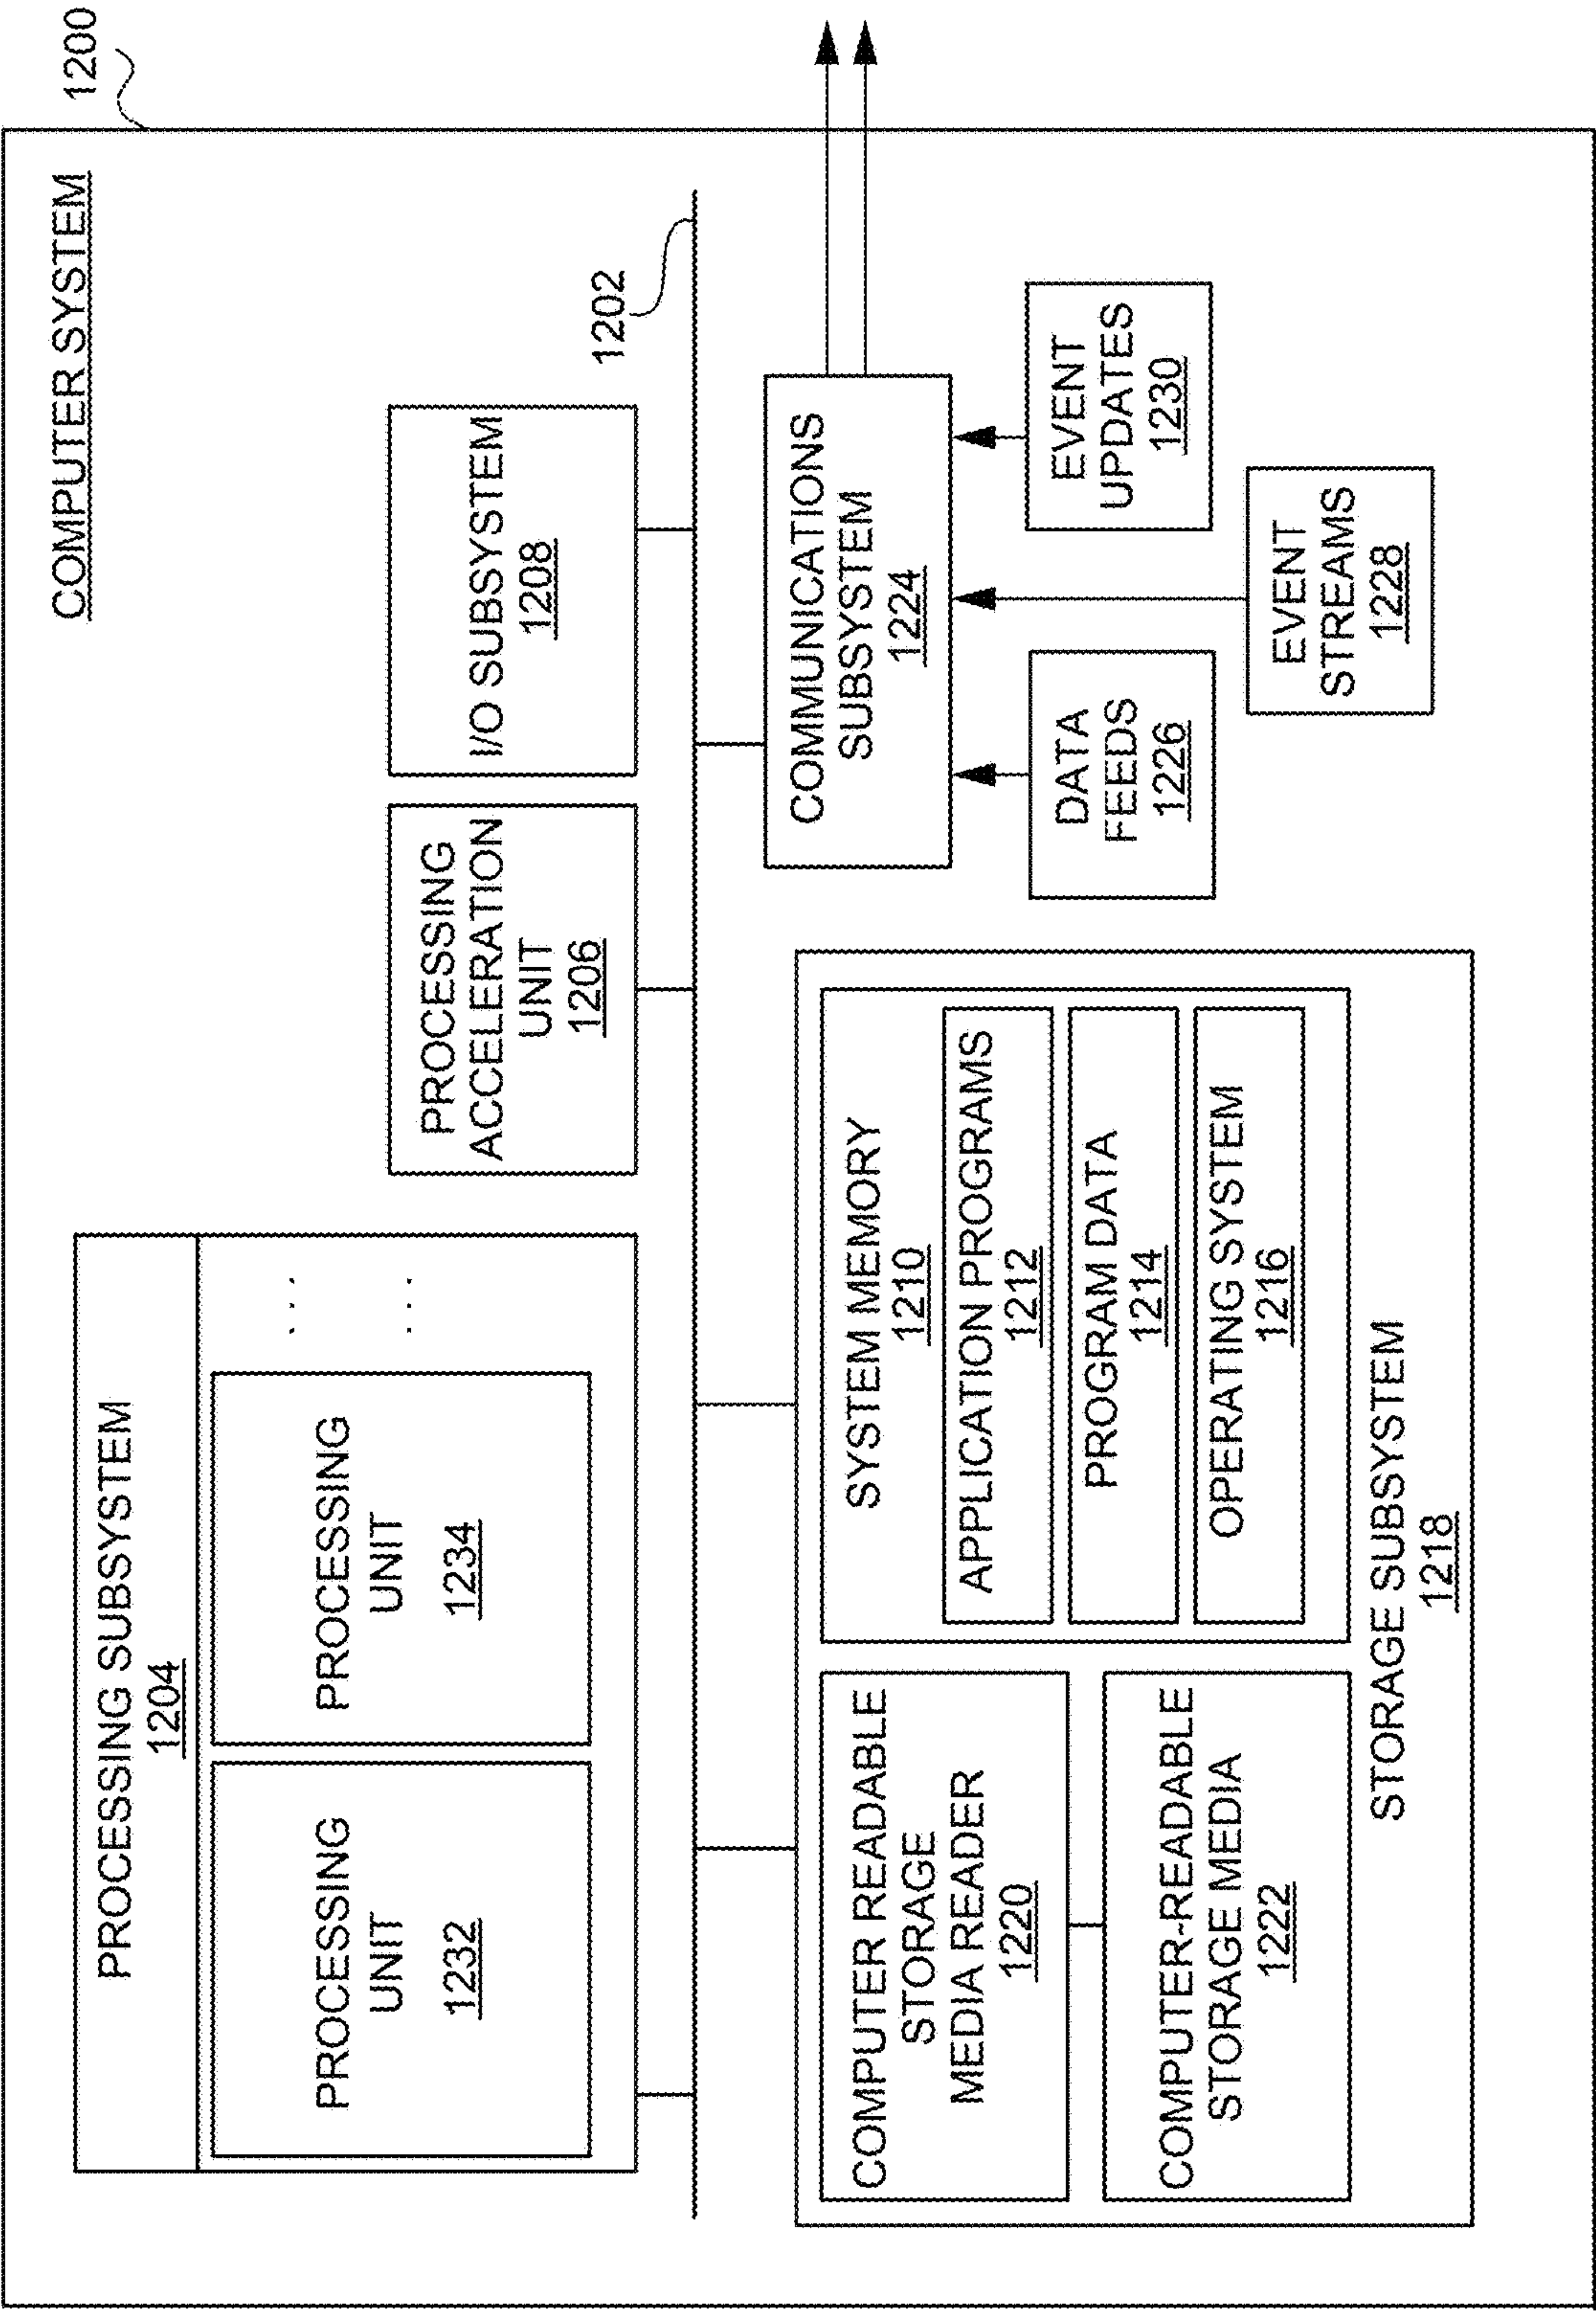 1200
COMPUTER SYSTEM
PROCESSING SUBSYSTEM
1204
PROCESSING
UNIT
1232
PROCESSING
UNIT
1234
. . .
. . .
PROCESSING
ACCELERATION
UNIT
1206
I/O SUBSYSTEM
1208
1202
COMPUTER READABLE
STORAGE
MEDIA READER
1220
COMPUTER-READABLE
STORAGE MEDIA
1222
SYSTEM MEMORY
1210
APPLICATION PROGRAMS
1212
PROGRAM DATA
1214
OPERATING SYSTEM
1216
STORAGE SUBSYSTEM
1218
COMMUNICATIONS
SUBSYSTEM
1224
DATA
FEEDS
1226
EVENT
STREAMS
1228
EVENT
UPDATES
1230